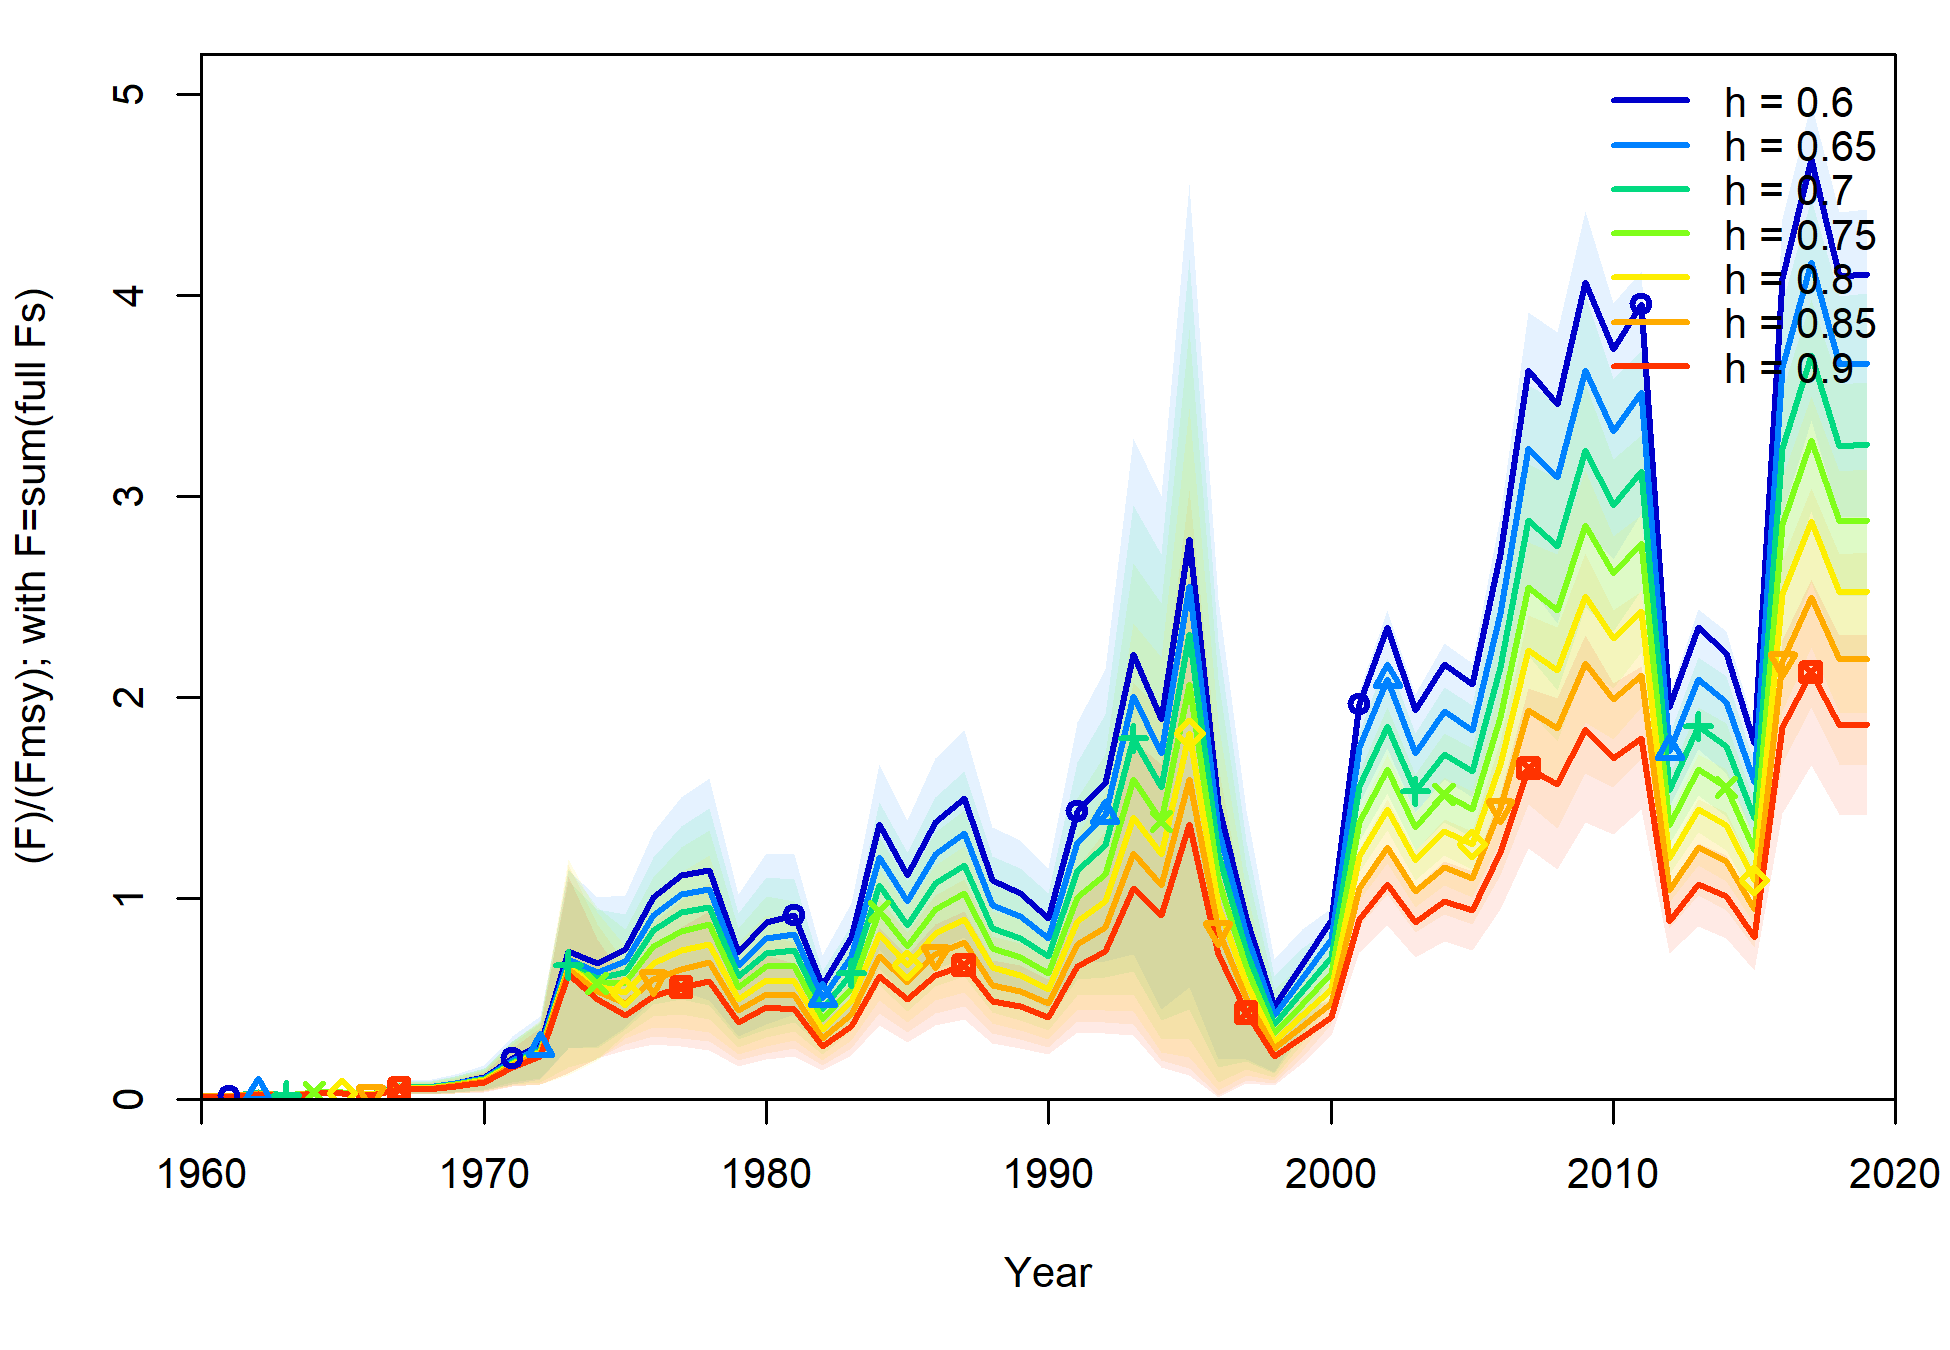 (F)/(Fmsy); with F=sum(full Fs)
5
4
3
2
1
0
h = 0.6
h = 0.65
h = 0.7
h = 0.75
h = 0.8
h = 0.85
h = 0.9
1960 1970 1980 1990 2000 2010 2020
Year